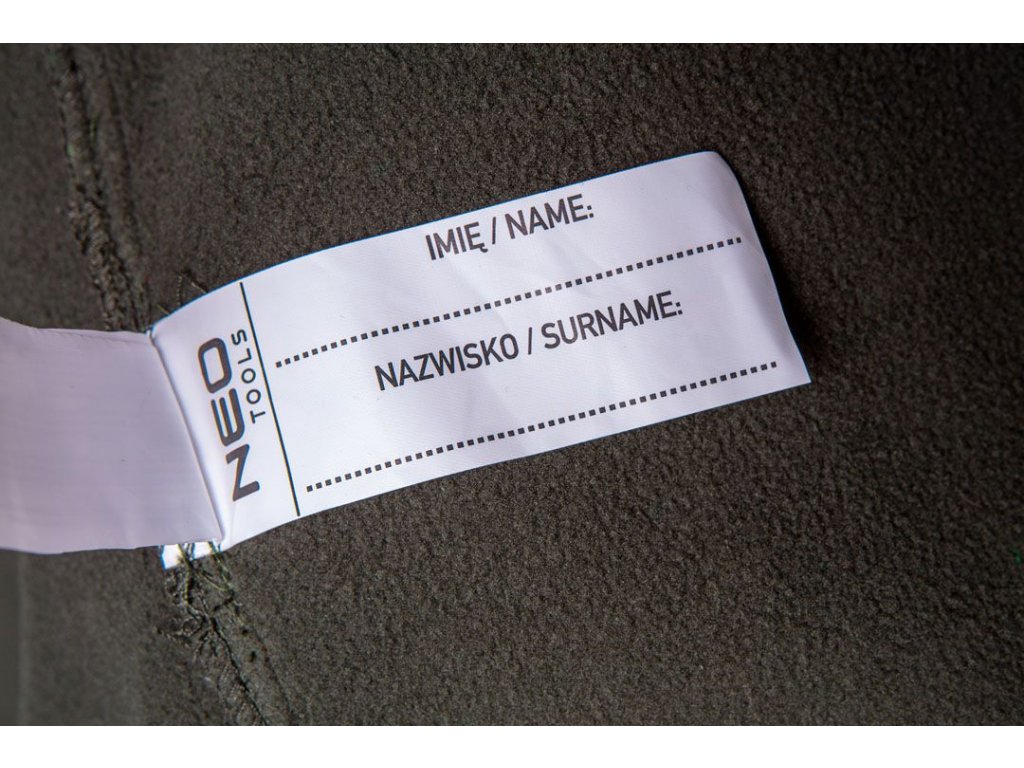 NEO
TOOLS
IMIĘ / NAME:
NAZWISKO / SURNAME: